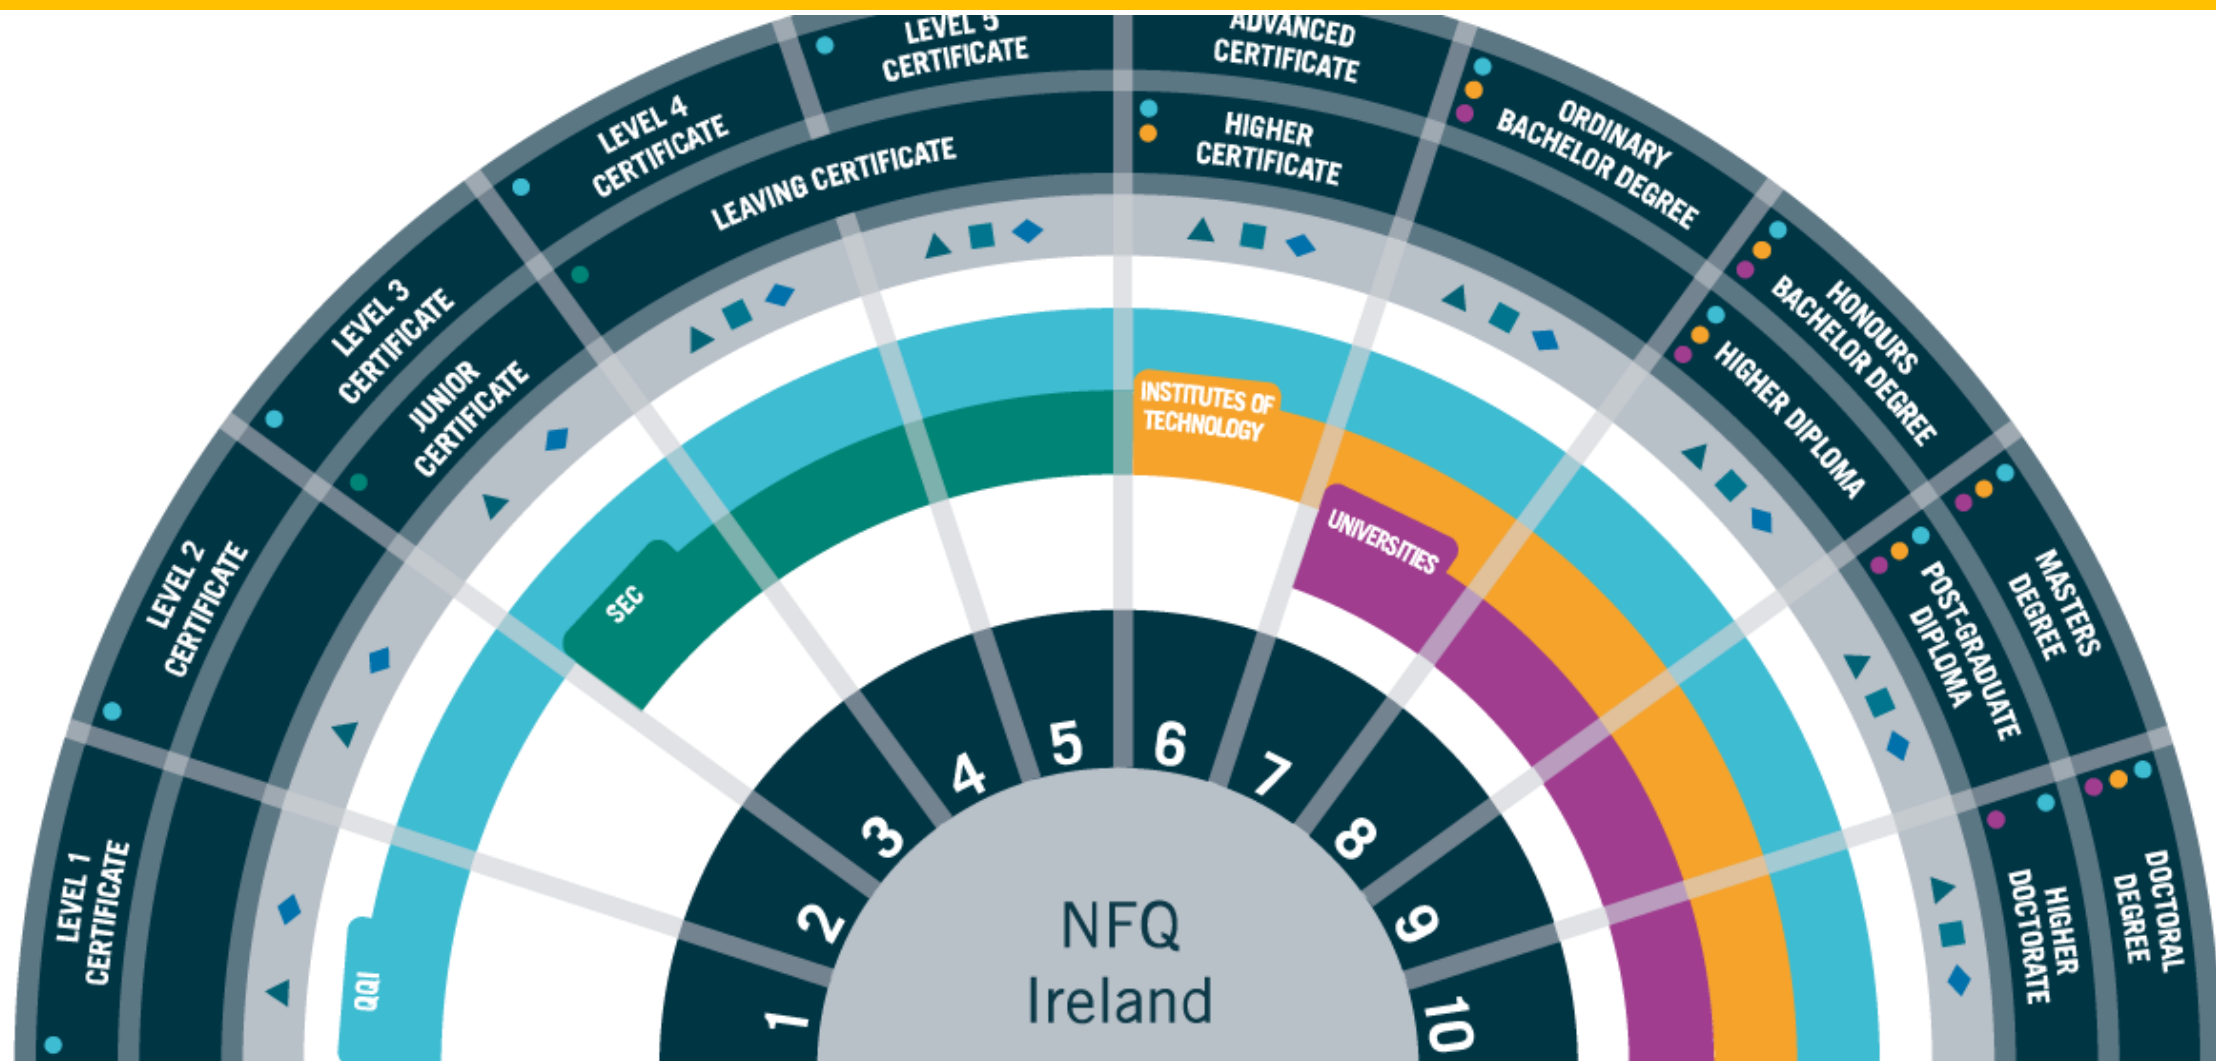 LEVEL 1
CERTIFICATE
LEVEL 2
CERTIFICATE
LEVEL 3
CERTIFICATE
LEVEL 4
CERTIFICATE
LEVEL 5
CERTIFICATE
ADVANCED
CERTIFICATE
ORDINARY
BACHELOR DEGREE
HONOURS
BACHELOR DEGREE
MASTERS
DEGREE
DOCTORAL
DEGREE
JUNIOR
CERTIFICATE
LEAVING CERTIFICATE
HIGHER
CERTIFICATE
HIGHER DIPLOMA
POST-GRADUATE
DIPLOMA
HIGHER
DOCTORATE
QQI
SEC
INSTITUTES OF
TECHNOLOGY
UNIVERSITIES
1
2
3
4
5
6
7
8
9
10
NFQ
Ireland